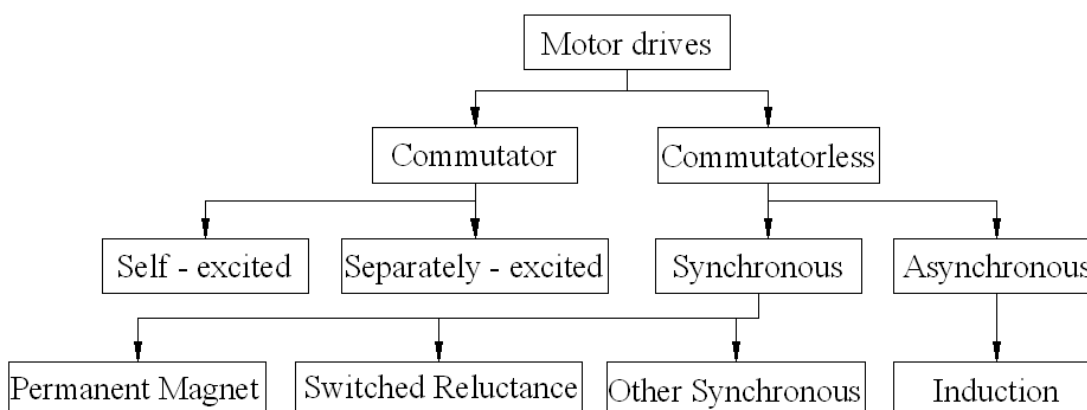 Motor drives
Commutator
Commutatorless
Self - excited
Separately - excited
Synchronous
Asynchronous
Permanent Magnet
Switched Reluctance
Other Synchronous
Induction